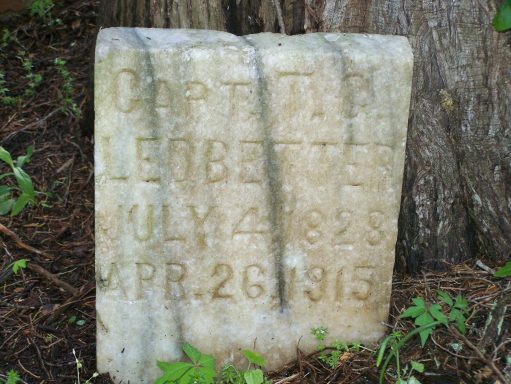 CAPT. T. C.
LEDBETTER
JULY 4, 1828
APR. 26, 1915